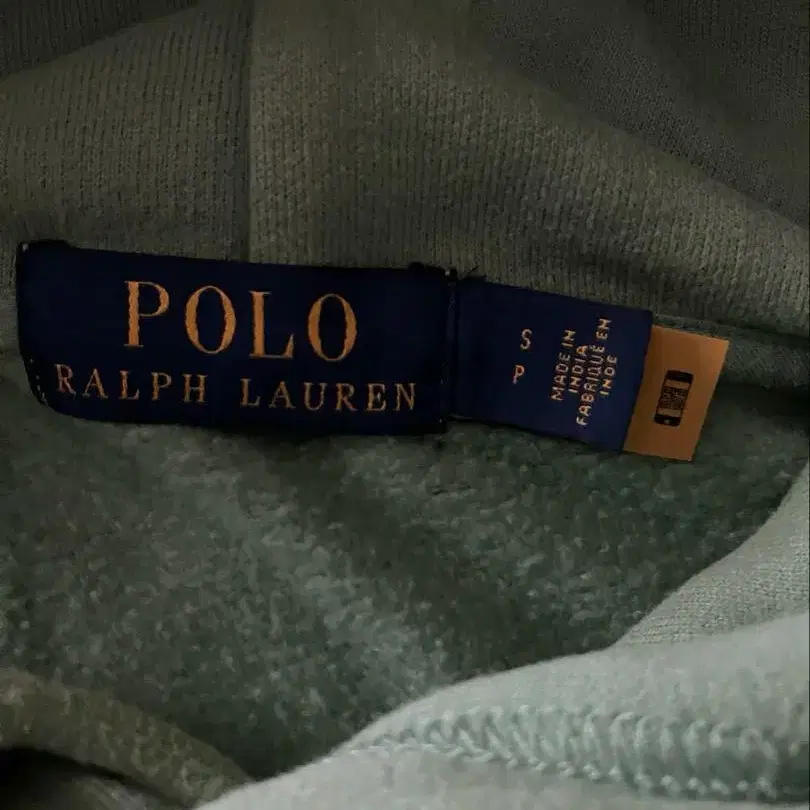 POLO
RALPH LAUREN
S
P
MADE IN
INDIA
FABRIQUÉ EN
INDE